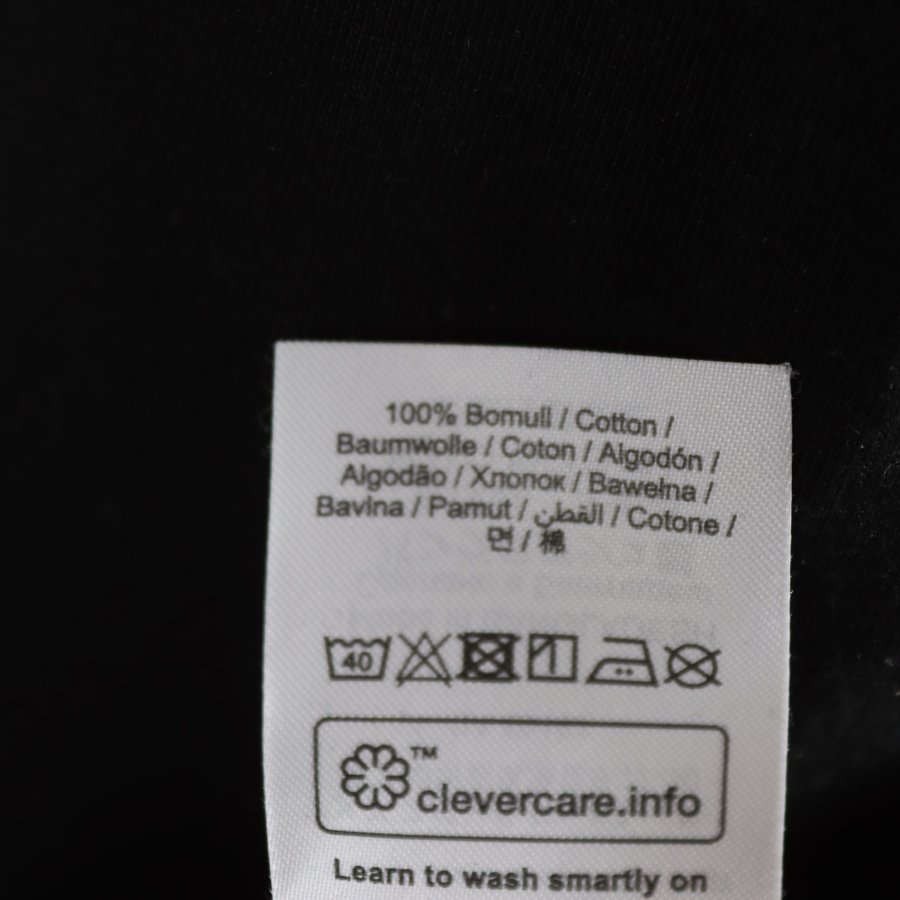 100% Bomull / Cotton /
Baumwolle / Coton / Algodón /
Algodão / Хлопок / Bawełna /
Bavlna / Pamut / القطن / Cotone /
면 / 棉
40
™
clevercare.info
Learn to wash smartly on